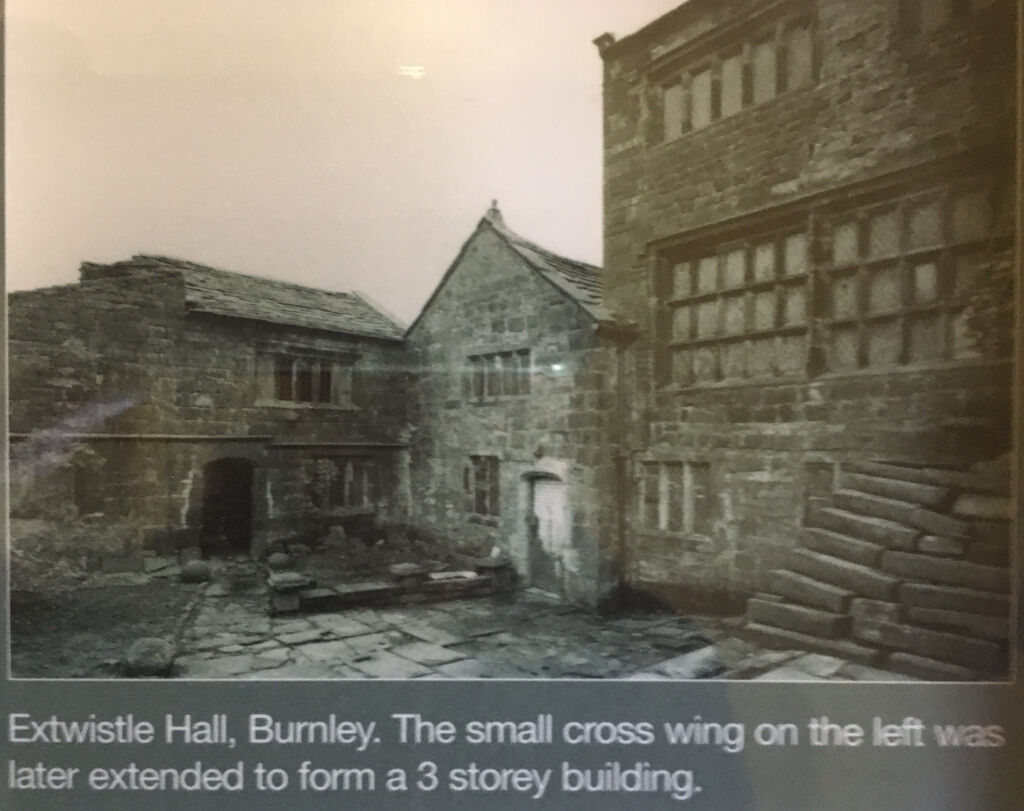 Extwistle Hall, Burnley. The small cross wing on the left was
later extended to form a 3 storey building.